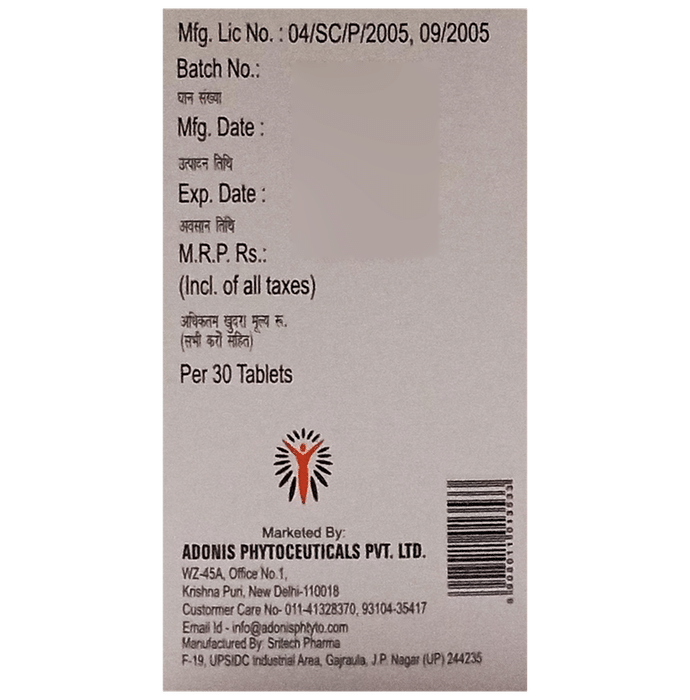 Mfg. Lic No. : 04/SC/P/2005, 09/2005
Batch No.:
घान संख्या
Mfg. Date :
उत्पादन तिथि
Exp. Date :
अवसान तिथि
M.R.P. Rs.:
(Incl. of all taxes)
अधिकतम खुदरा मूल्य रू.
(सभी करों सहित)
Per 30 Tablets
Marketed By:
ADONIS PHYTOCEUTICALS PVT. LTD.
WZ-45A, Office No.1,
Krishna Puri, New Delhi-110018
Custormer Care No- 011-41328370, 93104-35417
Email Id - info@adonisphtyto.com
Manufactured By: Sritech Pharma
F-19, UPSIDC Industrial Area, Gajraula, J.P. Nagar (UP) 244235